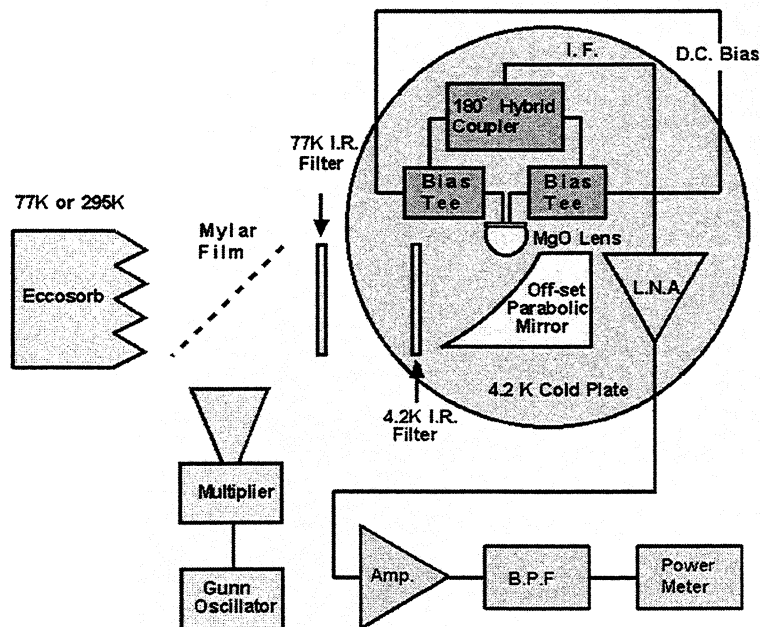 I. F.
D.C. Bias
180° Hybrid
Coupler
77K I.R.
Filter
Bias
Tee
Bias
Tee
77K or 295K
Mylar
Film
MgO Lens
Eccosorb
Off-set
Parabolic
Mirror
L.N.A.
4.2 K Cold Plate
4.2K I.R.
Filter
Multiplier
Gunn
Oscillator
Amp.
B.P.F
Power
Meter